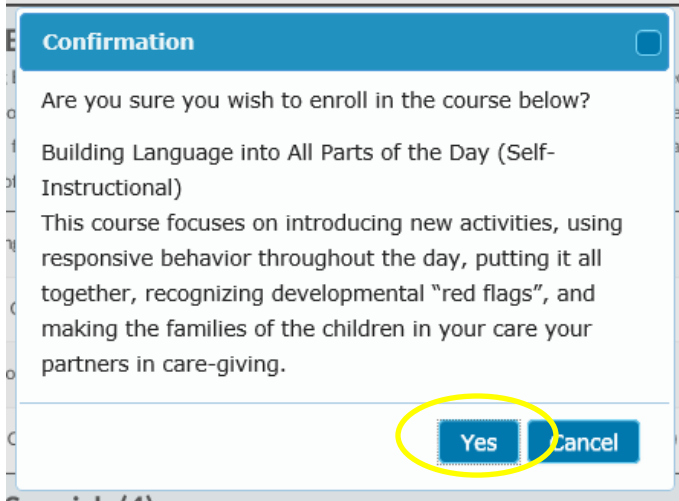 Confirmation
Are you sure you wish to enroll in the course below?
Building Language into All Parts of the Day (Self-
Instructional)
This course focuses on introducing new activities, using
responsive behavior throughout the day, putting it all
together, recognizing developmental “red flags”, and
making the families of the children in your care your
partners in care-giving.
Yes Cancel